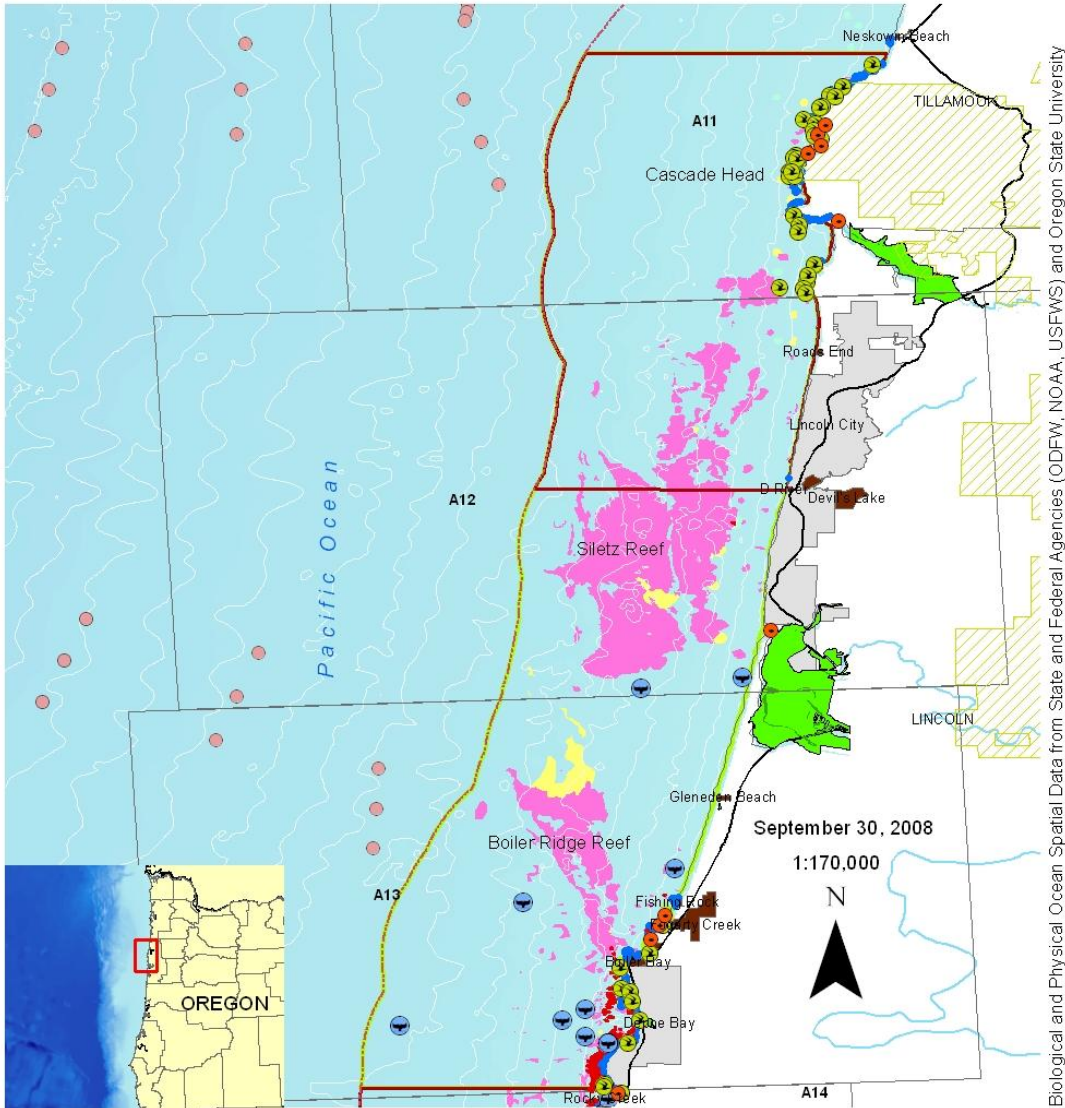 Neskowin Beach
TILLAMOOK
A11
Cascade Head
Roads End
Lincoln City
D River
Devil's Lake
A12
Pacific Ocean
Siletz Reef
LINCOLN
Gleneden Beach
September 30, 2008
1:170,000
N
Boiler Ridge Reef
A13
Fishing Rock
Fogarty Creek
Boiler Bay
Depoe Bay
OREGON
Rocky Creek
A14
Biological and Physical Ocean Spatial Data from State and Federal Agencies (ODFW, NOAA, USFWS) and Oregon State University